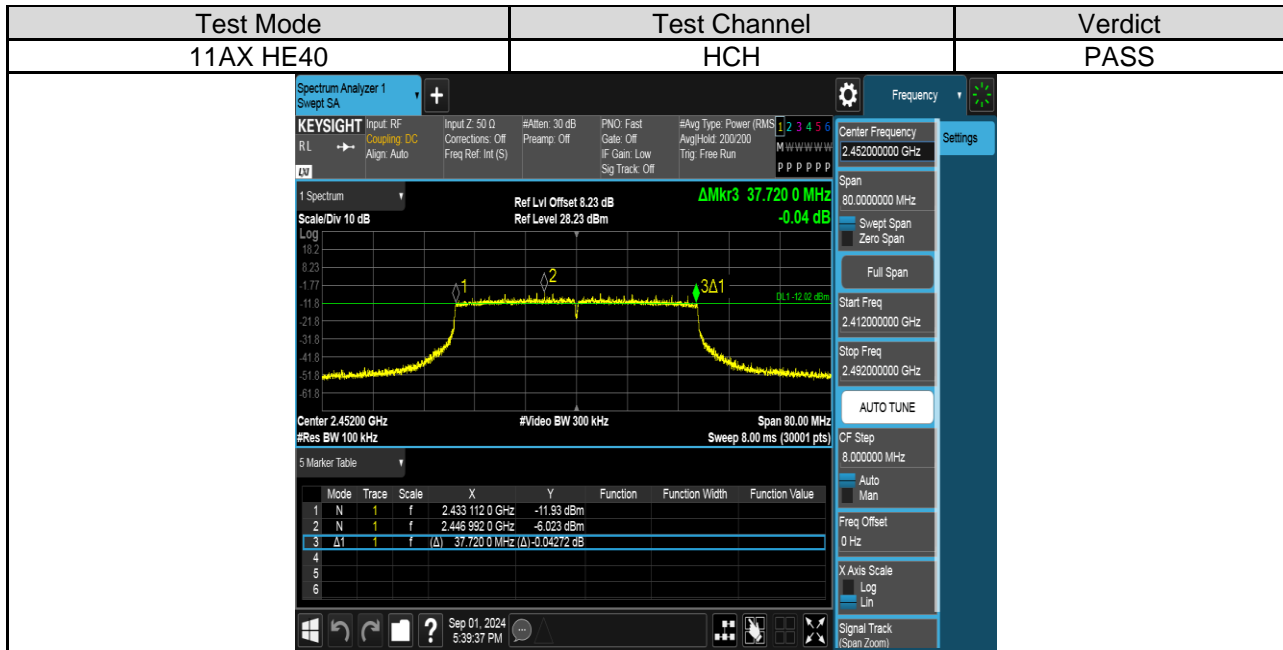 Test Mode Test Channel Verdict
11AX HE40 HCH PASS
Spectrum Analyzer 1
Swept SA
+
Frequency
KEYSIGHT Input: RF Input Z: 50 Ω #Atten: 30 dB PNO: Fast #Avg Type: Power (RMS 1 2 3 4 5 6
RL Coupling: DC Corrections: Off Preamp: Off Gate: Off Avg|Hold: 200/200 M W W W W W
Align: Auto Freq Ref: Int (S) IF Gain: Low Trig: Free Run
LXI Sig Track: Off P P P P P P
1 Spectrum
Ref Lvl Offset 8.23 dB
ΔMkr3 37.720 0 MHz
Scale/Div 10 dB
Ref Level 28.23 dBm
-0.04 dB
Log
18.2
8.23
-1.77
-11.8
-21.8
-31.8
-41.8
-51.8
-61.8
1
2
3Δ1
DL1 -12.02 dBm
Center 2.45200 GHz #Video BW 300 kHz Span 80.00 MHz
#Res BW 100 kHz Sweep 8.00 ms (30001 pts)
5 Marker Table
Mode Trace Scale X Y Function Function Width Function Value
1 N 1 f 2.433 112 0 GHz -11.93 dBm
2 N 1 f 2.446 992 0 GHz -6.023 dBm
3 Δ1 1 f (Δ) 37.720 0 MHz (Δ) -0.04272 dB
4
5
6
?
Sep 01, 2024
5:39:37 PM
Center Frequency
2.452000000 GHz
Settings
Span
80.0000000 MHz
Swept Span
Zero Span
Full Span
Start Freq
2.412000000 GHz
Stop Freq
2.492000000 GHz
AUTO TUNE
CF Step
8.000000 MHz
Auto
Man
Freq Offset
0 Hz
X Axis Scale
Log
Lin
Signal Track
(Span Zoom)